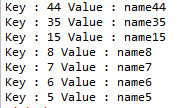 Key : 44 Value : name44
Key : 35 Value : name35
Key : 15 Value : name15
Key : 8 Value : name8
Key : 7 Value : name7
Key : 6 Value : name6
Key : 5 Value : name5